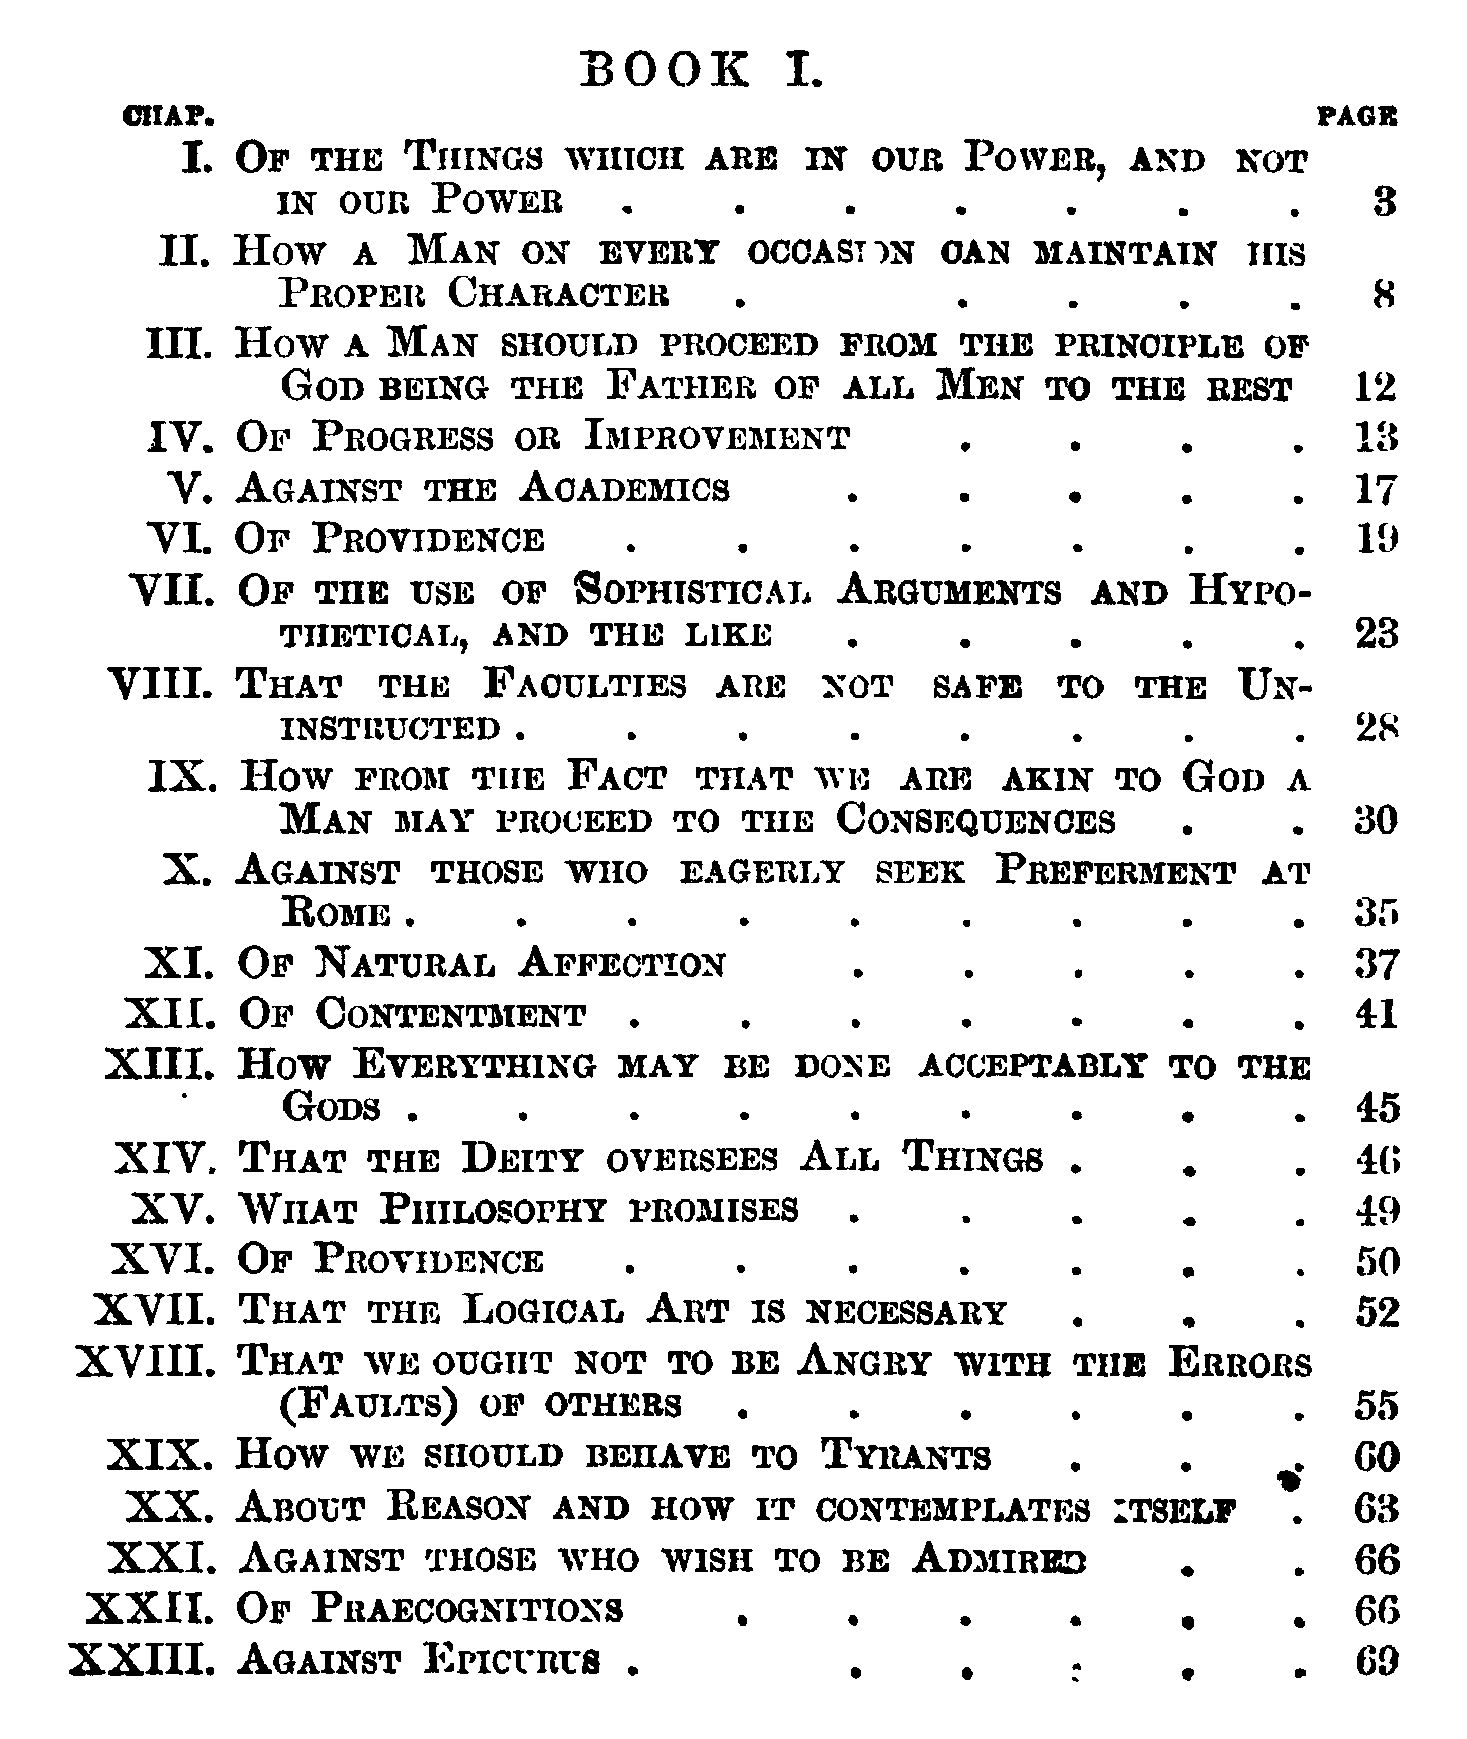 BOOK I.
CHAP. PAGE
I. Of the Things which are in our Power, and not
in our Power . . . . . . . 3
II. How a Man on every occasion can maintain his
Proper Character . . . . . 8
III. How a Man should proceed from the principle of
God being the Father of all Men to the rest 12
IV. Of Progress or Improvement . . . . 13
V. Against the Academics . . . . . 17
VI. Of Providence . . . . . . . 19
VII. Of the use of Sophistical Arguments and Hypo-
thetical, and the like . . . . . 23
VIII. That the Faculties are not safe to the Un-
instructed . . . . . . . . 28
IX. How from the Fact that we are akin to God a
Man may proceed to the Consequences . . 30
X. Against those who eagerly seek Preferment at
Rome . . . . . . . . . 35
XI. Of Natural Affection . . . . . 37
XII. Of Contentment . . . . . . . 41
XIII. How Everything may be done acceptably to the
Gods . . . . . . . . . 45
XIV. That the Deity oversees All Things . . . 46
XV. What Philosophy promises . . . . . 49
XVI. Of Providence . . . . . . . 50
XVII. That the Logical Art is necessary . . . 52
XVIII. That we ought not to be Angry with the Errors
(Faults) of others . . . . . . 55
XIX. How we should behave to Tyrants . . . 60
XX. About Reason and how it contemplates itself . 63
XXI. Against those who wish to be Admired . . 66
XXII. Of Praecognitions . . . . . . 66
XXIII. Against Epicurus . . . . . . 69